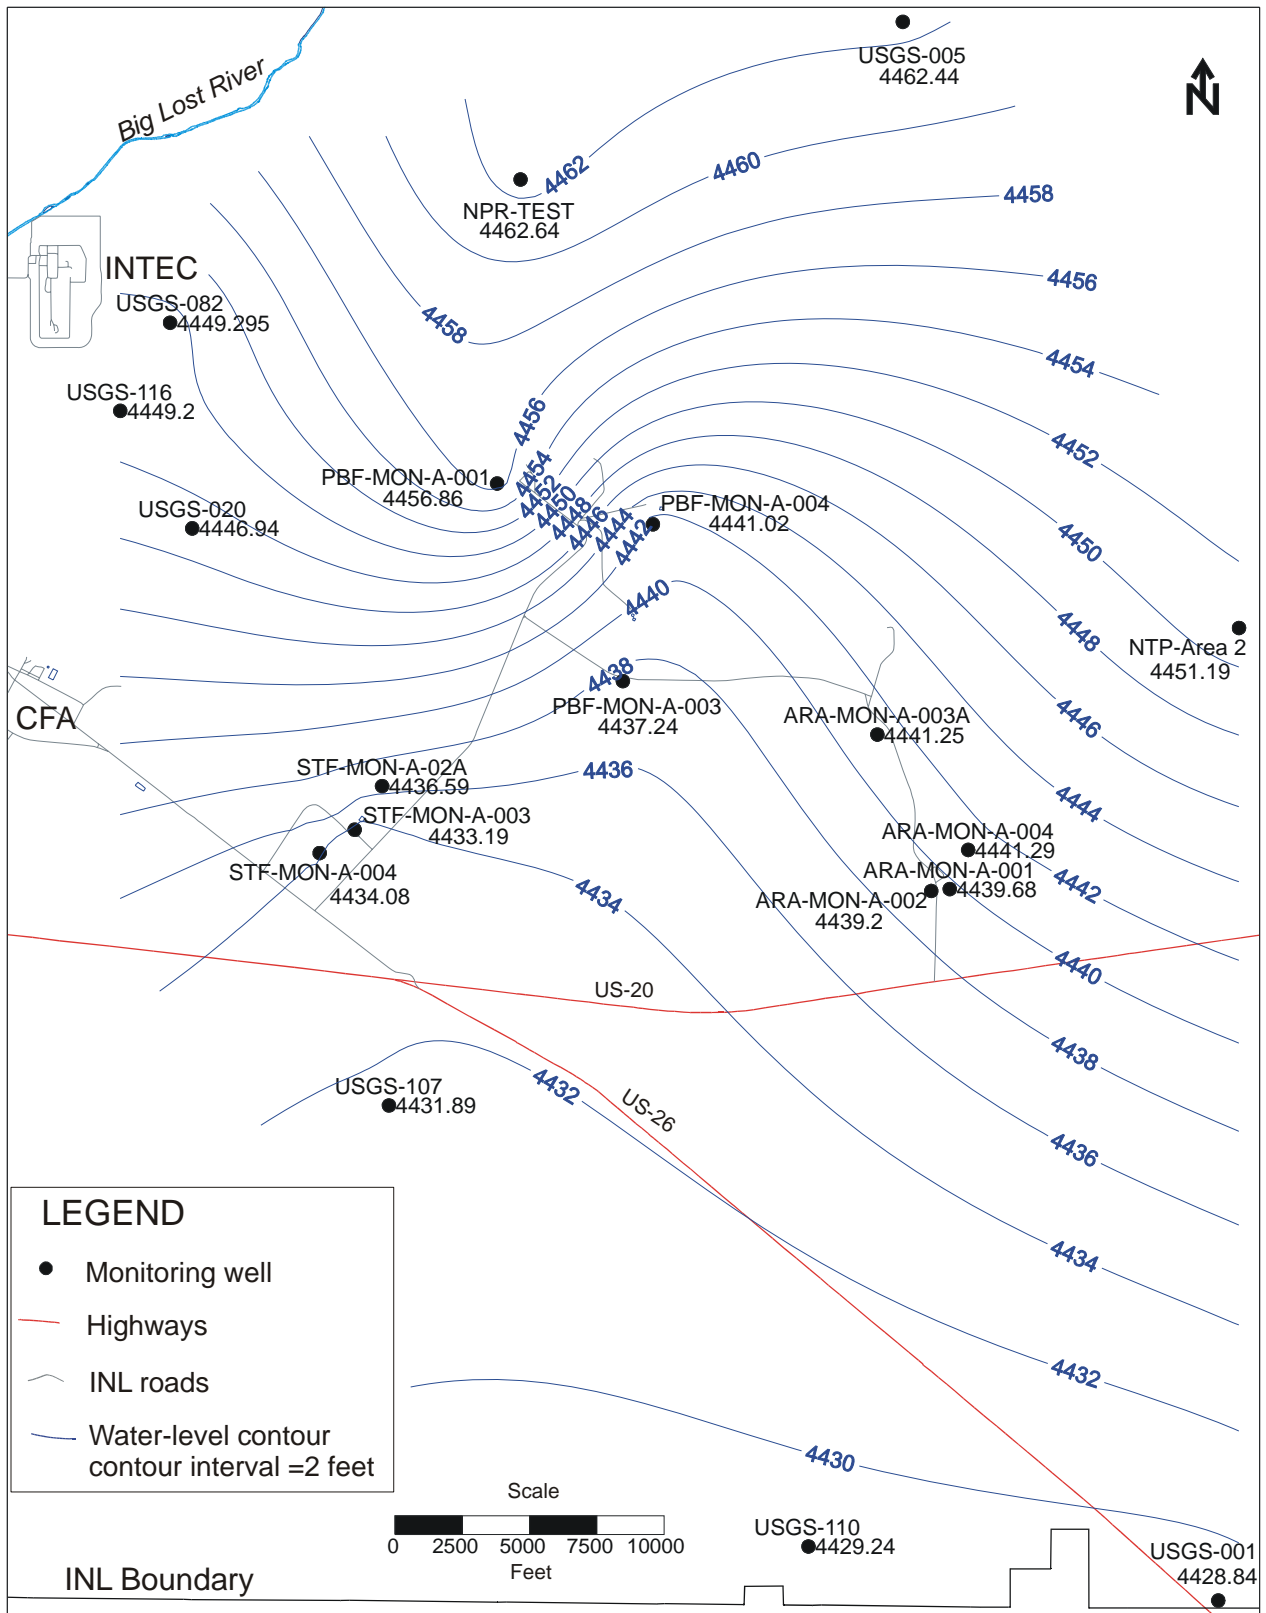 USGS-005
4462.44
N
Big Lost River
4462
4460
NPR-TEST
4462.64
4458
INTEC
4456
USGS-082
4449.295
4458
4454
USGS-116
4449.2
4456
4452
PBF-MON-A-001
4456.86
4454
4452
4450
4448
4446
4444
4442
PBF-MON-A-004
4441.02
USGS-020
4446.94
4450
4440
4448
NTP-Area 2
4451.19
4438
PBF-MON-A-003
4437.24
ARA-MON-A-003A
4441.25
4446
CFA
STF-MON-A-02A
4436.59
4436
4444
STF-MON-A-003
4433.19
ARA-MON-A-004
4441.29
STF-MON-A-004
4434.08
4434
ARA-MON-A-001
4439.68
ARA-MON-A-002
4439.2
4442
4440
US-20
4438
USGS-107
4431.89
4432
US-26
4436
4434
LEGEND
Monitoring well
Highways
INL roads
Water-level contour
contour interval =2 feet
4432
4430
Scale
0 2500 5000 7500 10000
Feet
USGS-110
4429.24
USGS-001
4428.84
INL Boundary